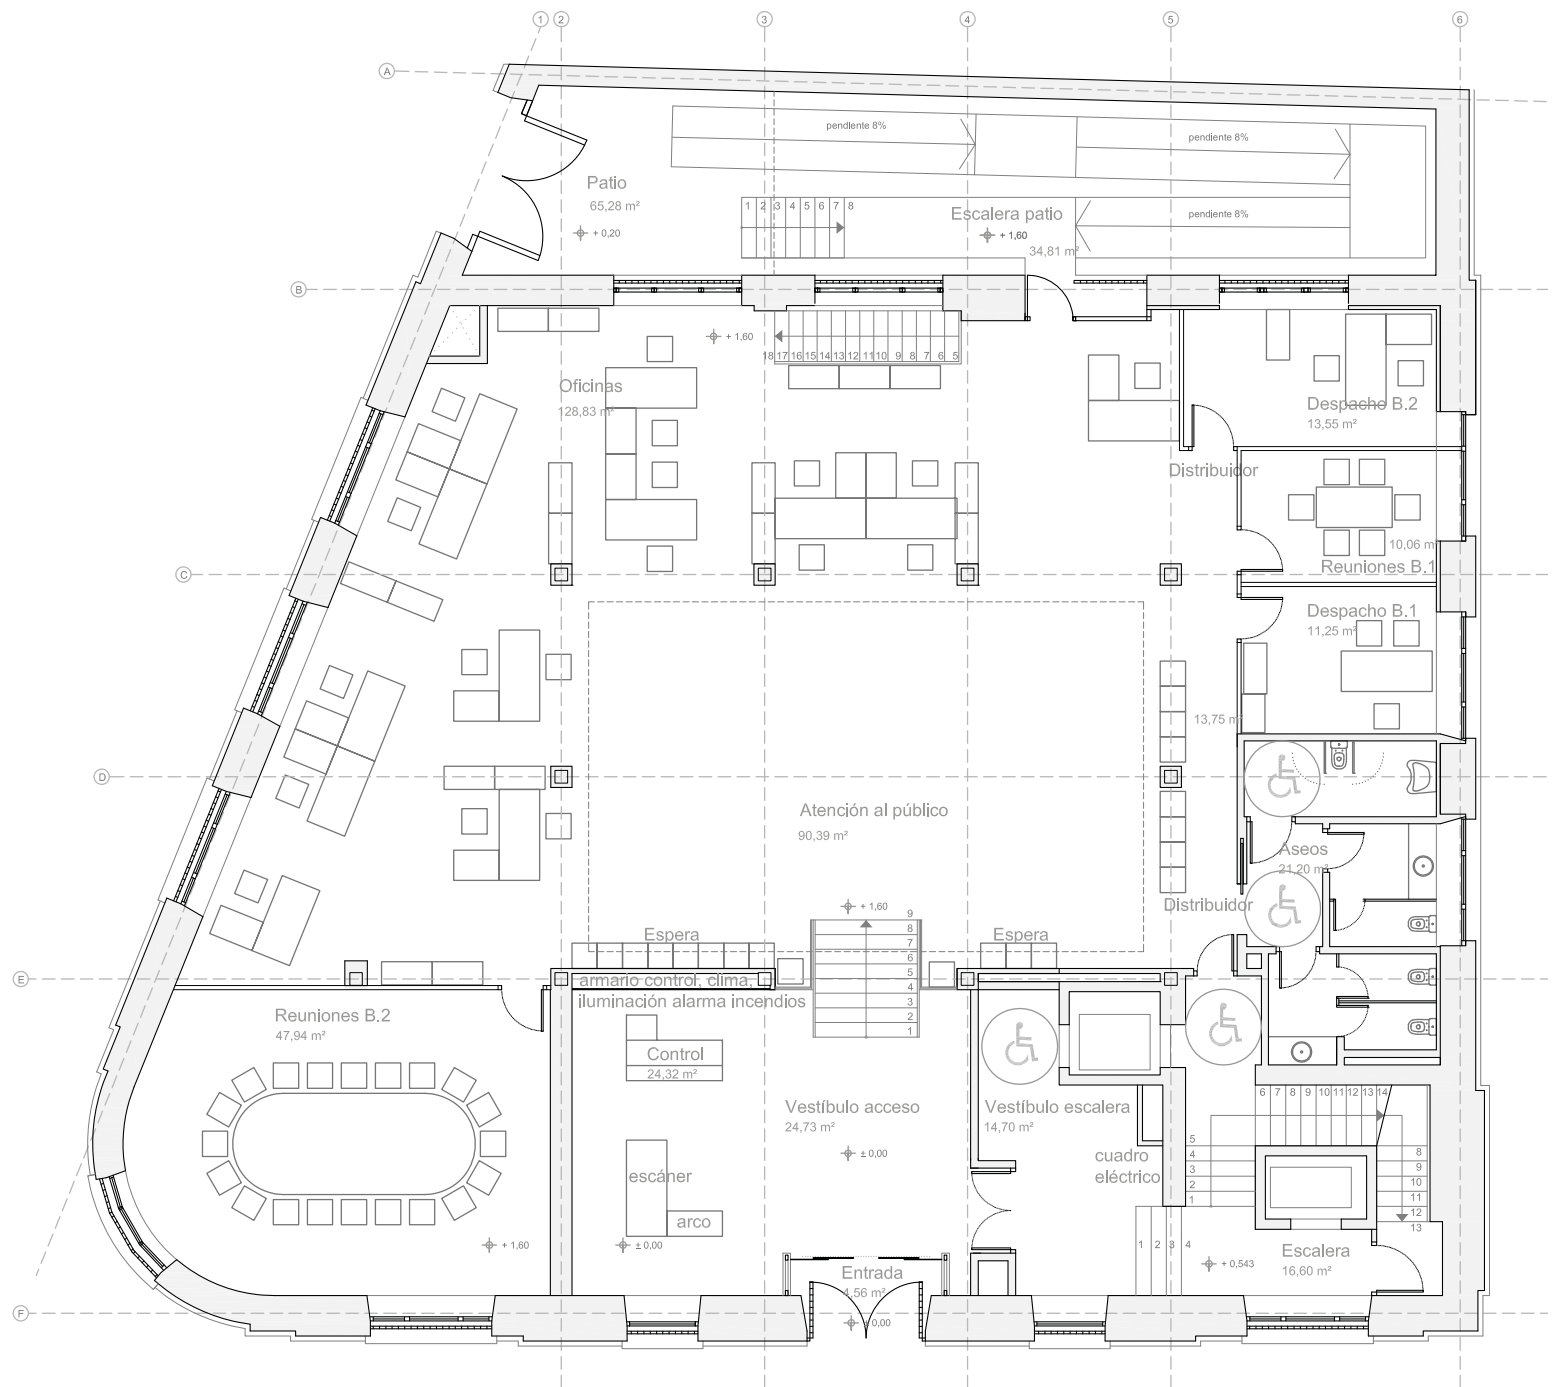 1 2 3 4 5 6
A
pendiente 8%
pendiente 8%
Patio
65,28 m²
+ 0,20
1 2 3 4 5 6 7 8
Escalera patio
+ 1,60
34,81 m²
pendiente 8%
B
+ 1,60
18 17 16 15 14 13 12 11 10 9 8 7 6 5
Oficinas
128,83 m²
Despacho B.2
13,55 m²
Distribuidor
10,06 m²
Reuniones B.1
C
Despacho B.1
11,25 m²
13,75 m²
D
Atención al público
90,39 m²
Aseos
21,20 m²
Distribuidor
+ 1,60
9
8
7
6
5
4
3
2
1
Espera
Espera
E
armario control, clima,
iluminación alarma incendios
Reuniones B.2
47,94 m²
Control
24,32 m²
Vestíbulo acceso
24,73 m²
± 0,00
Vestíbulo escalera
14,70 m²
6 7 8 9 10 11 12 13 14
5
4
3
2
1
8
9
10
11
12
13
cuadro
eléctrico
escáner
arco
+ 1,60
± 0,00
1 2 3 4
Escalera
16,60 m²
+ 0,543
Entrada
4,56 m²
± 0,00
F